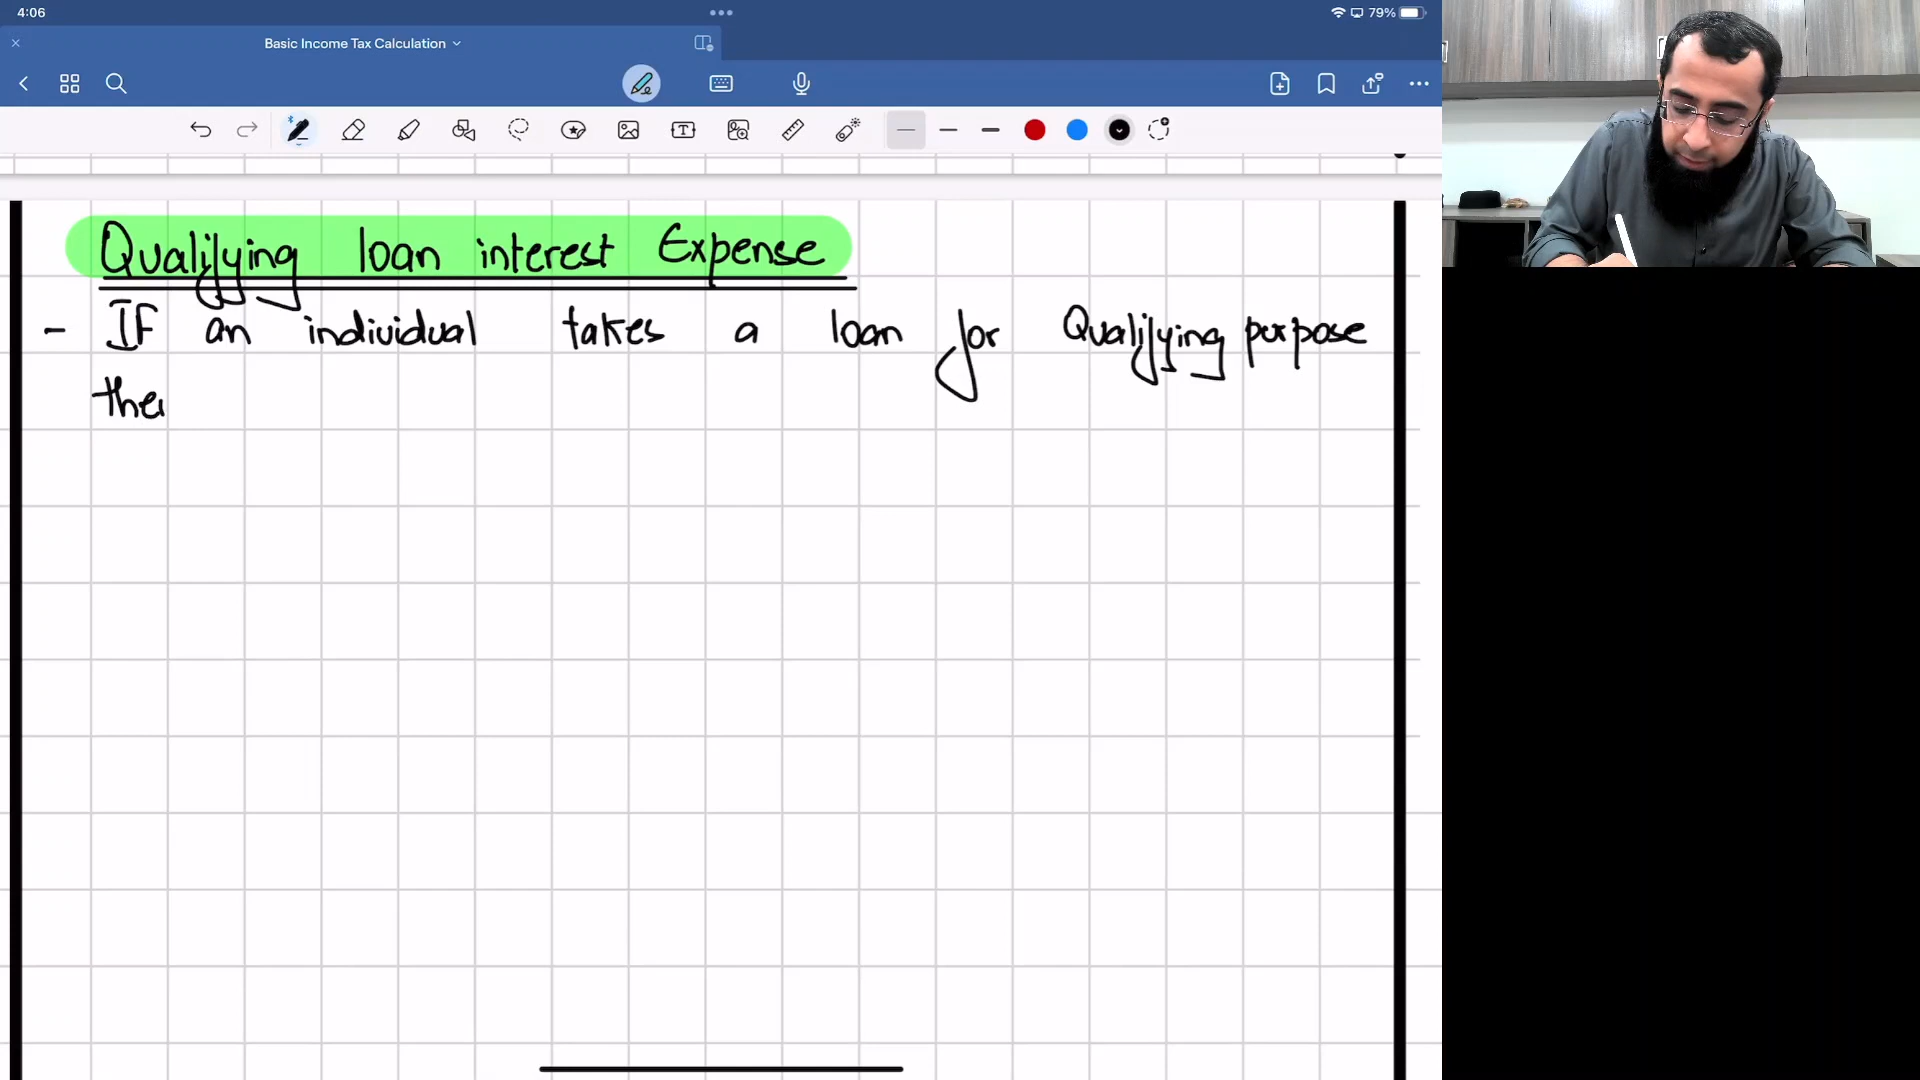 4:06
79%
Basic Income Tax Calculation
Qualifying loan interest Expense
- IF an individual takes a loan for Qualifying purpose
then